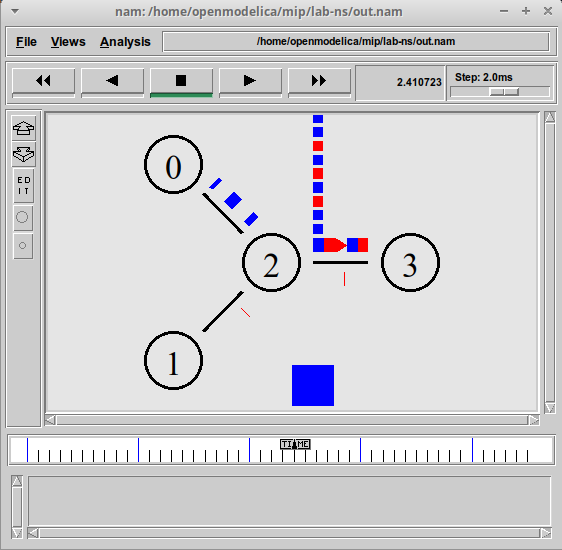 nam: /home/openmodelica/mip/lab-ns/out.nam
File Views Analysis /home/openmodelica/mip/lab-ns/out.nam
2.410723 Step: 2.0ms
E D
I T
0
2 3
1
TIME